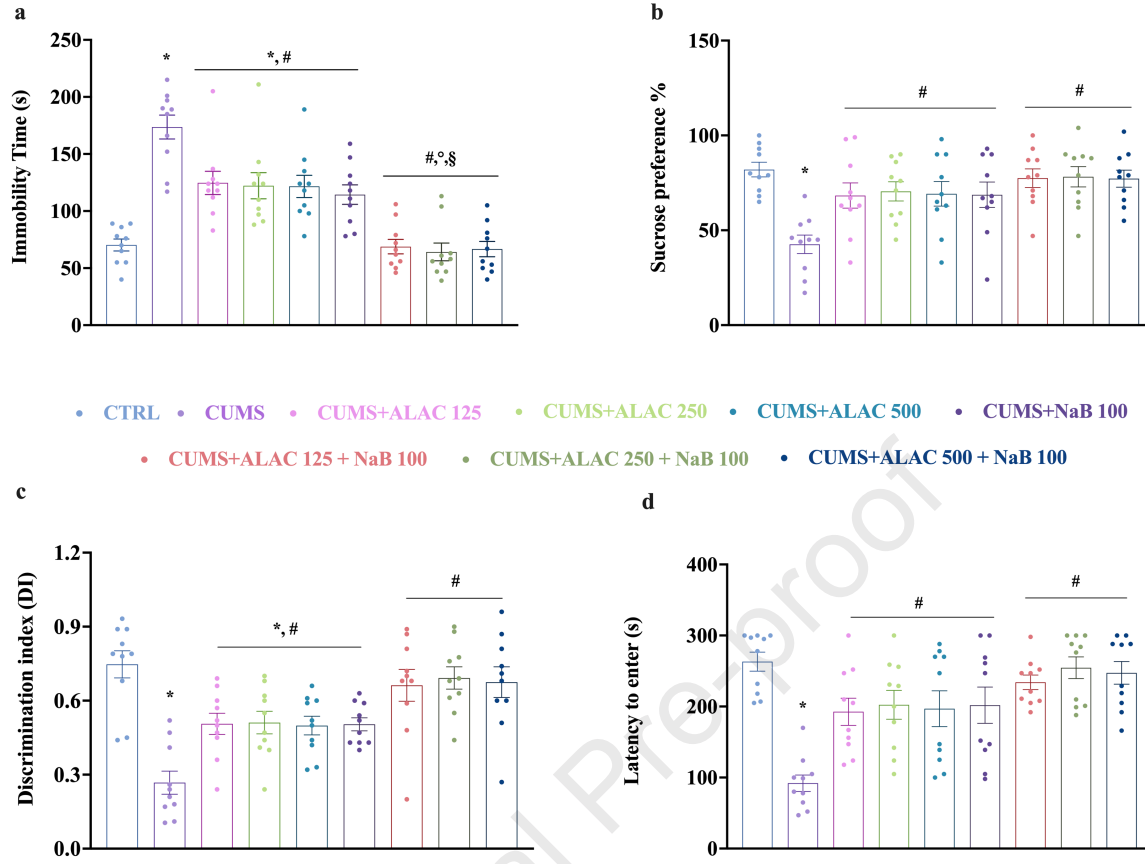 a
b
250
200
150
100
50
0
Immobility Time (s)
*
*, #
#,°,§
150
100
50
0
Sucrose preference %
*
#
#
• CTRL • CUMS • CUMS+ALAC 125 • CUMS+ALAC 250 • CUMS+ALAC 500 • CUMS+NaB 100
• CUMS+ALAC 125 + NaB 100 • CUMS+ALAC 250 + NaB 100 • CUMS+ALAC 500 + NaB 100
c
d
1.2
0.9
0.6
0.3
0.0
Discrimination index (DI)
*
*, #
#
400
300
200
100
0
Latency to enter (s)
*
#
#
l Pre-proof